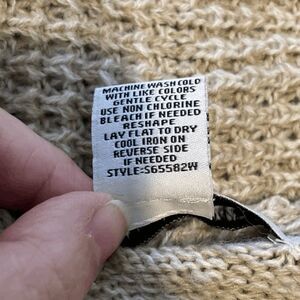 MACHINE WASH COLD
WITH LIKE COLORS
GENTLE CYCLE
USE NON CHLORINE
BLEACH IF NEEDED
RESHAPE
LAY FLAT TO DRY
COOL IRON ON
REVERSE SIDE
IF NEEDED
STYLE:S65582W